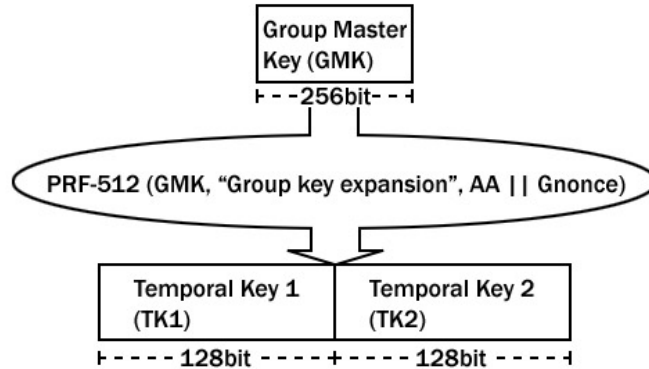 Group Master
Key (GMK)
256bit
PRF-512 (GMK, “Group key expansion”, AA || Gnonce)
Temporal Key 1
(TK1)
Temporal Key 2
(TK2)
128bit
128bit